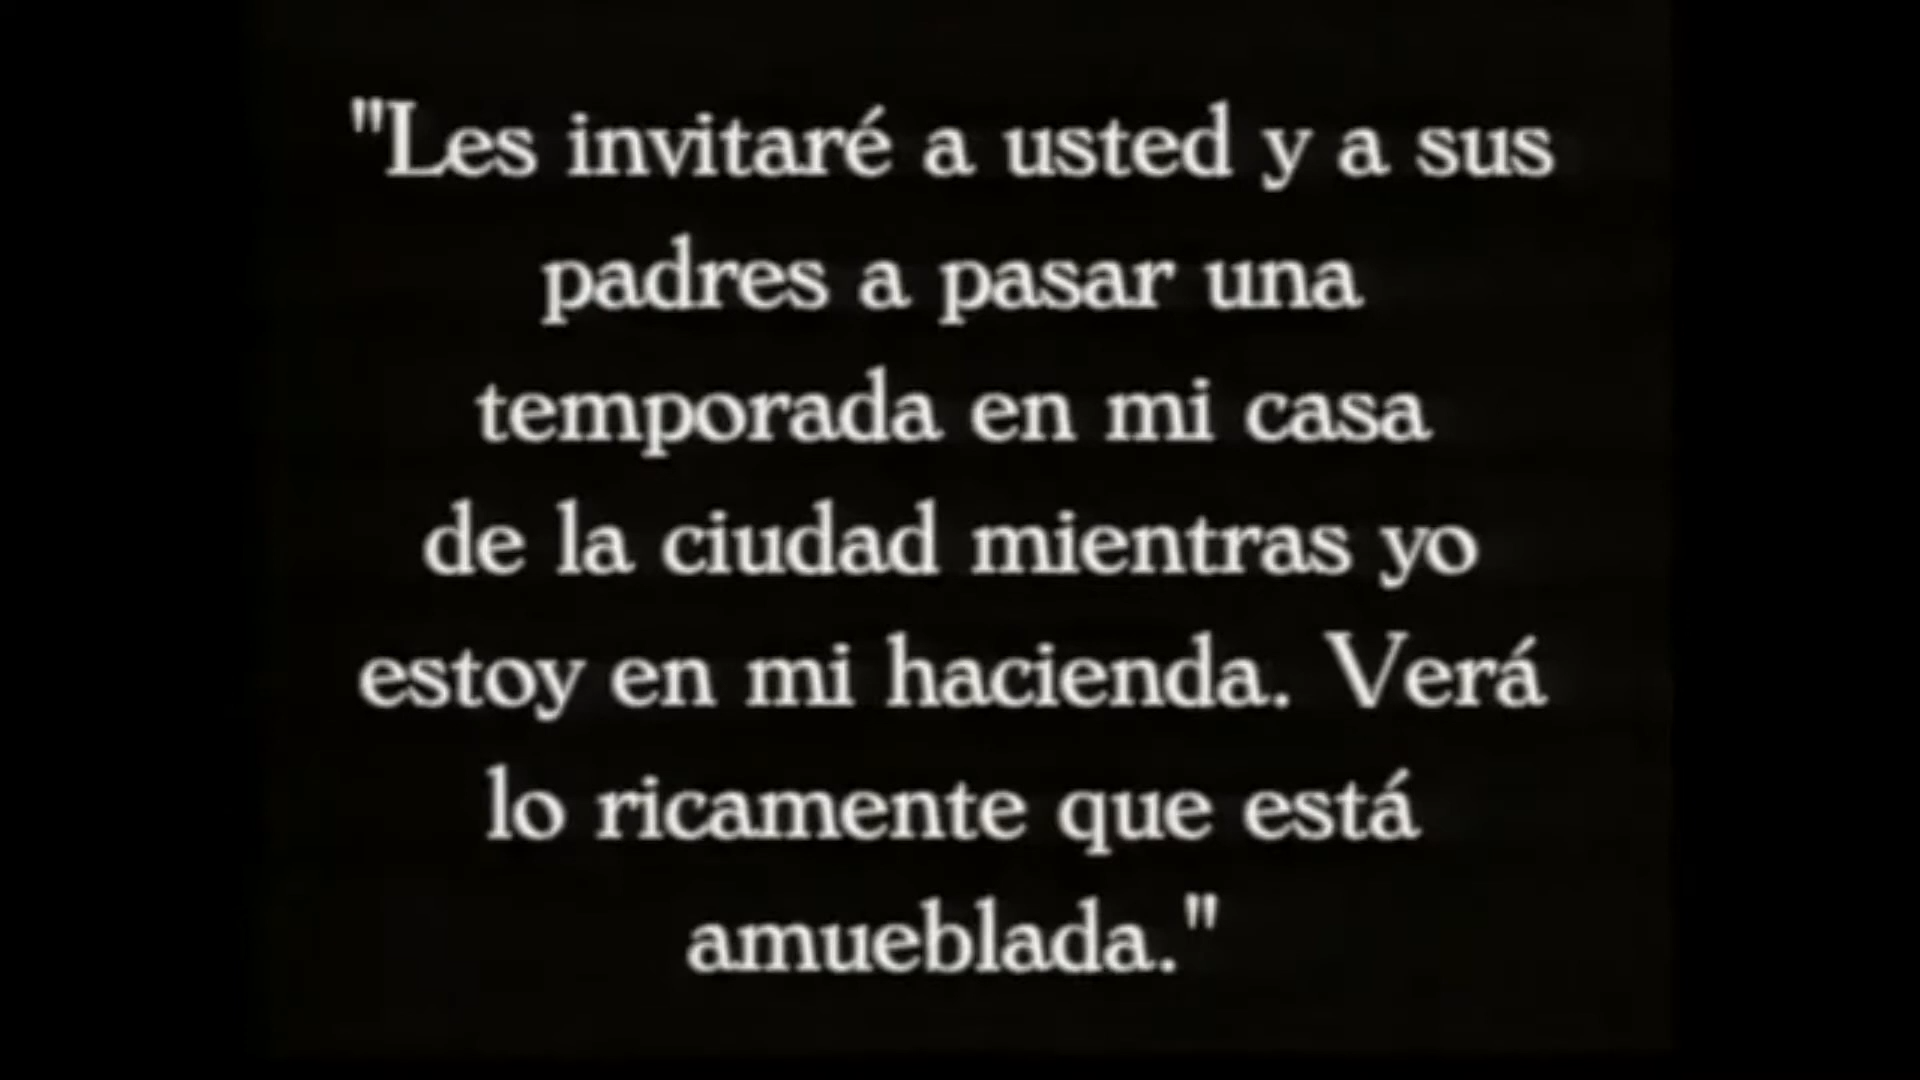 "Les invitaré a usted y a sus
padres a pasar una
temporada en mi casa
de la ciudad mientras yo
estoy en mi hacienda. Verá
lo ricamente que está
amueblada."